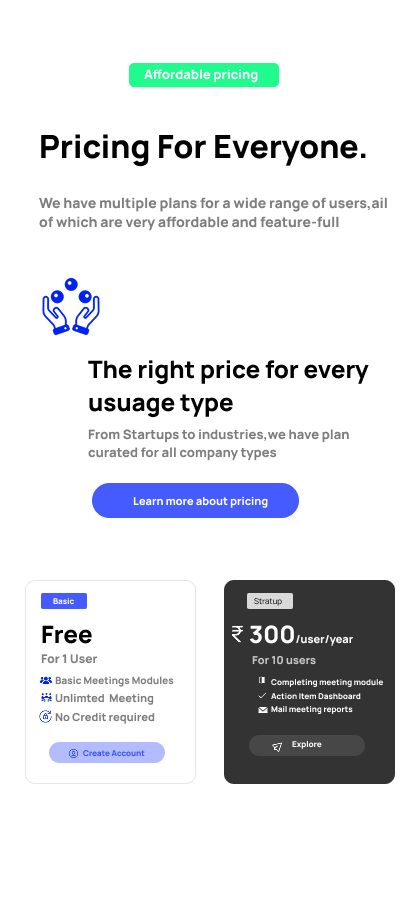 Affordable pricing
Pricing For Everyone.
We have multiple plans for a wide range of users,ail
of which are very affordable and feature-full
The right price for every
usuage type
From Startups to industries,we have plan
curated for all company types
Learn more about pricing
Basic
Free
For 1 User
Basic Meetings Modules
Unlimted Meeting
No Credit required
Create Account
Stratup
₹ 300/user/year
For 10 users
Completing meeting module
Action Item Dashboard
Mail meeting reports
Explore